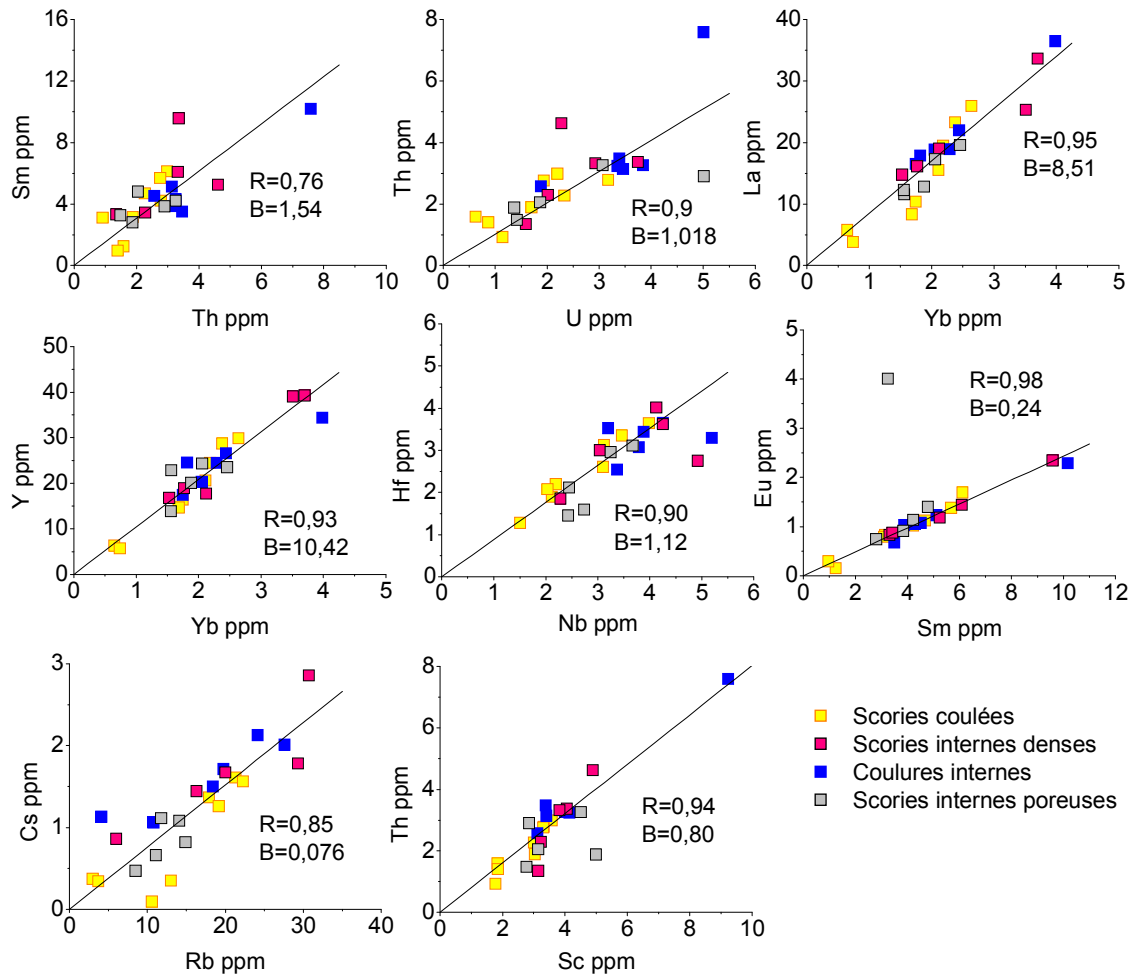 Sm ppm
16
12
8
4
0
R=0,76
B=1,54
0 2 4 6 8 10
Th ppm
Th ppm
8
6
4
2
0
R=0,9
B=1,018
0 1 2 3 4 5 6
U ppm
La ppm
40
30
20
10
0
R=0,95
B=8,51
0 1 2 3 4 5
Yb ppm
Y ppm
50
40
30
20
10
0
R=0,93
B=10,42
0 1 2 3 4 5
Yb ppm
Hf ppm
6
5
4
3
2
1
0
R=0,90
B=1,12
0 1 2 3 4 5 6
Nb ppm
Eu ppm
5
4
3
2
1
0
R=0,98
B=0,24
0 2 4 6 8 10 12
Sm ppm
Cs ppm
3
2
1
0
R=0,85
B=0,076
0 10 20 30 40
Rb ppm
Th ppm
8
6
4
2
0
R=0,94
B=0,80
0 2 4 6 8 10
Sc ppm
Scories coulées
Scories internes denses
Coulures internes
Scories internes poreuses